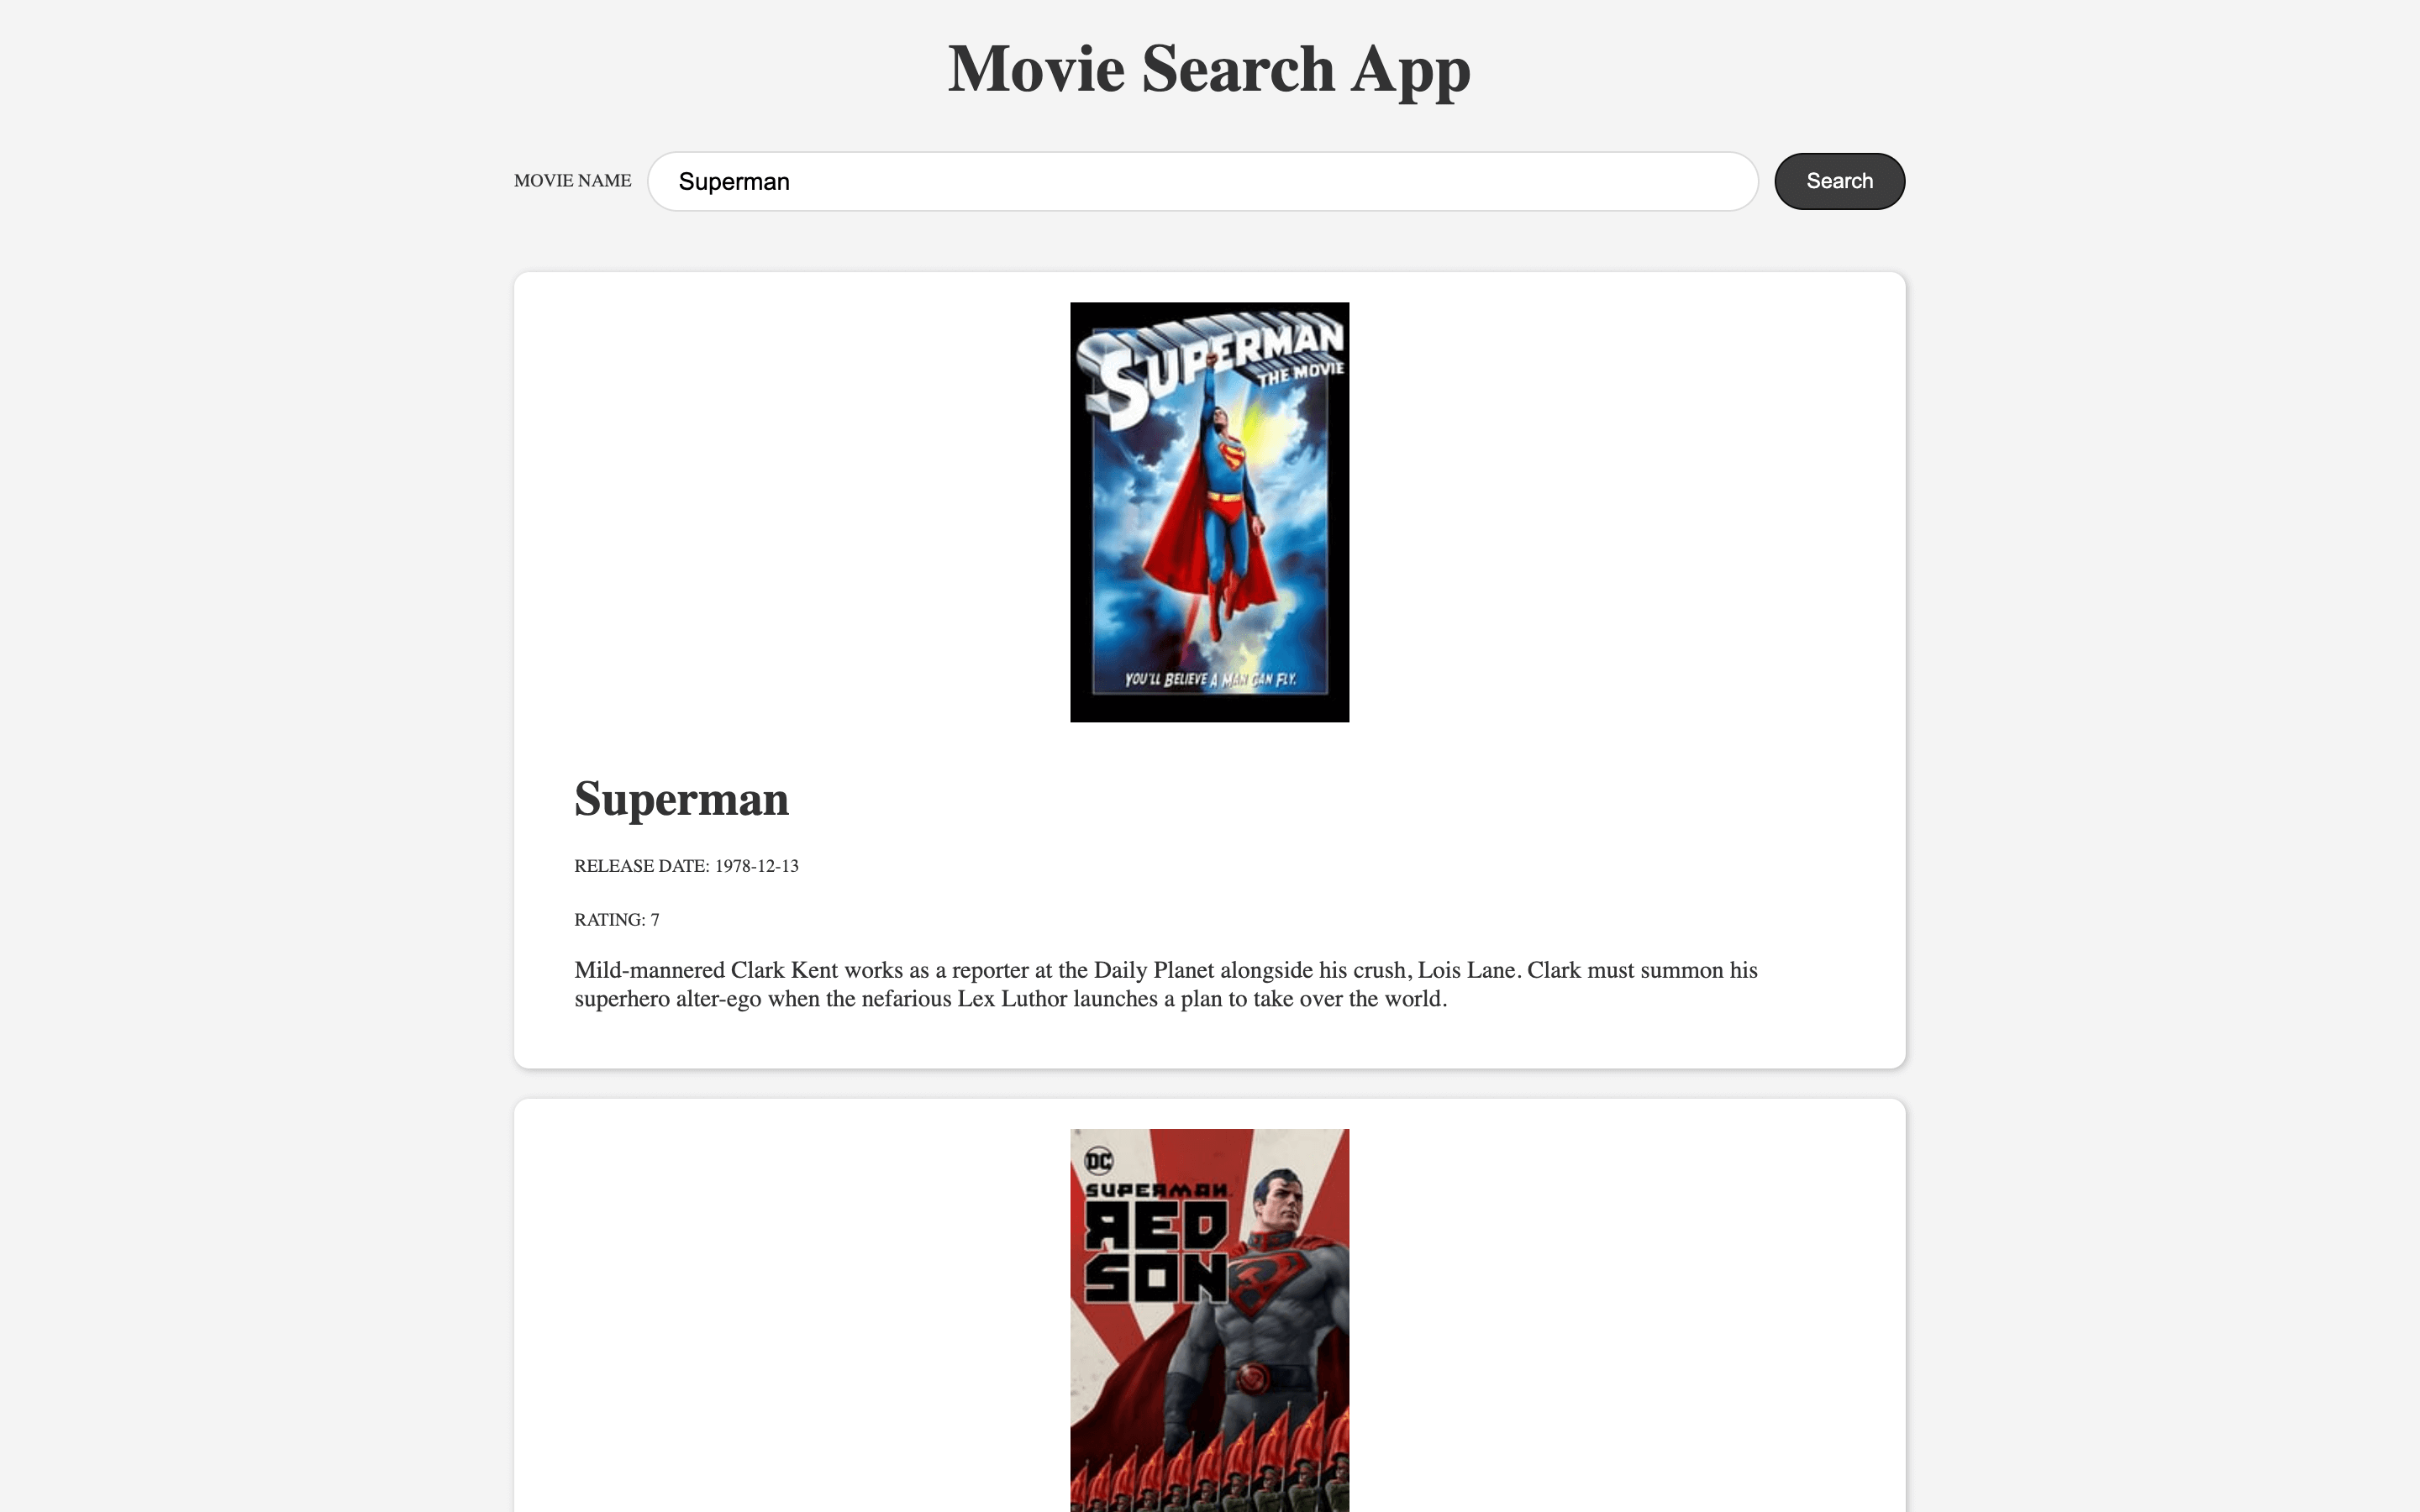 Movie Search App
MOVIE NAME
Superman
Search
SUPERMAN
THE MOVIE
YOU'LL BELIEVE A MAN CAN FLY.
Superman
RELEASE DATE: 1978-12-13
RATING: 7
Mild-mannered Clark Kent works as a reporter at the Daily Planet alongside his crush, Lois Lane. Clark must summon his
superhero alter-ego when the nefarious Lex Luthor launches a plan to take over the world.
DC
SUPERMAN
RED
SON